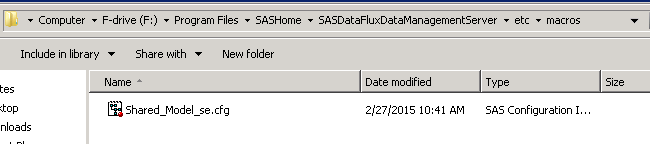 Computer ▸ F-drive (F:) ▸ Program Files ▸ SASHome ▸ SASDataFluxDataManagementServer ▸ etc ▸ macros
Include in library Share with New folder
Name Date modified Type Size
tes
ktop
Shared_Model_se.cfg 2/27/2015 10:41 AM SAS Configuration I...
nloads